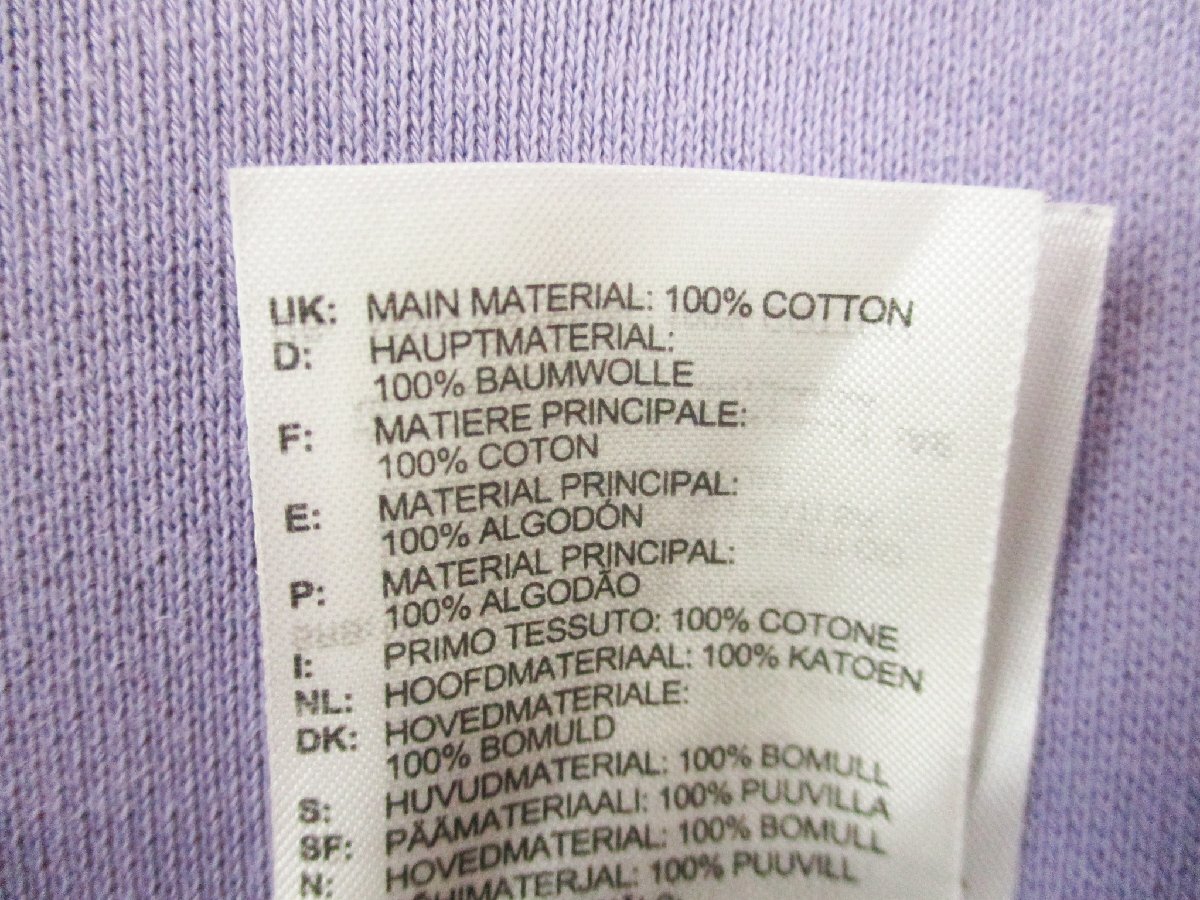 UK: MAIN MATERIAL: 100% COTTON
D: HAUPTMATERIAL:
100% BAUMWOLLE
F: MATIERE PRINCIPALE:
100% COTON
E: MATERIAL PRINCIPAL:
100% ALGODÓN
P: MATERIAL PRINCIPAL:
100% ALGODÃO
I: PRIMO TESSUTO: 100% COTONE
NL: HOOFDMATERIAAL: 100% KATOEN
DK: HOVEDMATERIALE:
100% BOMULD
S: HUVUDMATERIAL: 100% BOMULL
SF: PÄÄMATERIAALI: 100% PUUVILLA
N: HOVEDMATERIAL: 100% BOMULL
100% PUUVILL